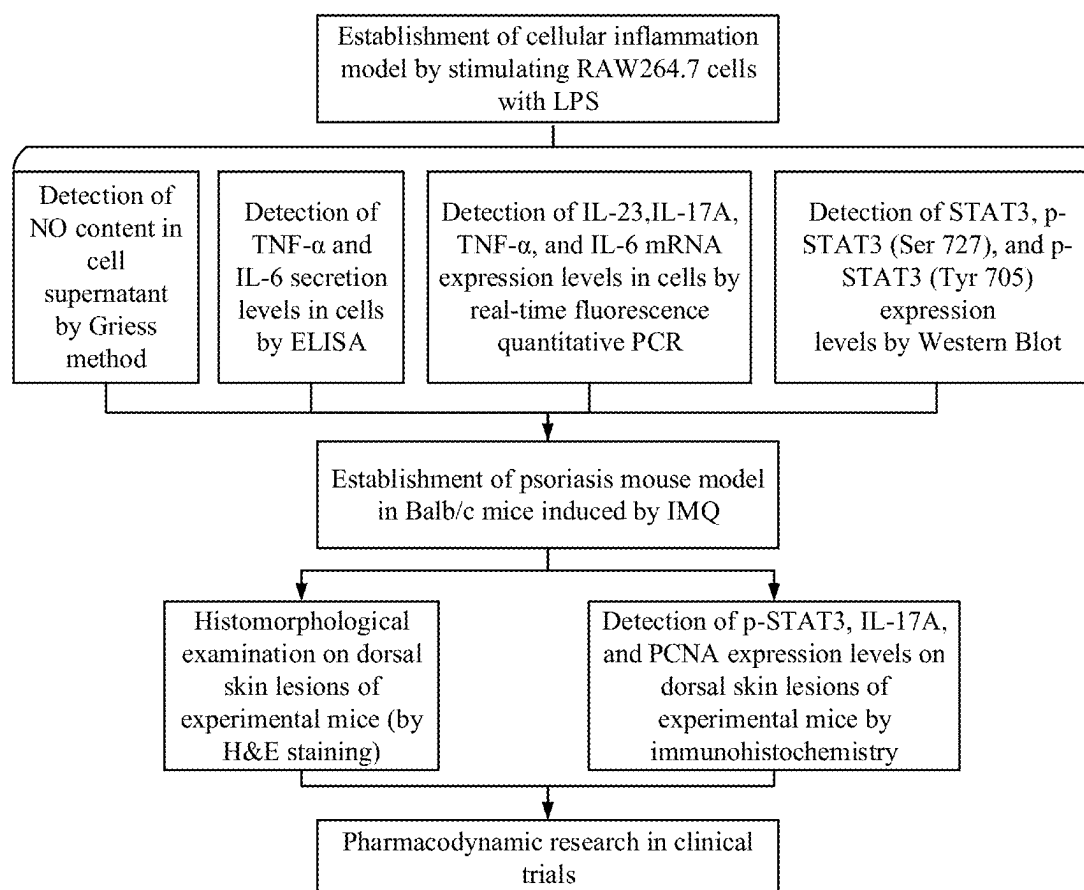 Establishment of cellular inflammation
model by stimulating RAW264.7 cells
with LPS
Detection of
NO content in
cell
supernatant
by Griess
method
Detection of
TNF-α and
IL-6 secretion
levels in cells
by ELISA
Detection of IL-23,IL-17A,
TNF-α, and IL-6 mRNA
expression levels in cells by
real-time fluorescence
quantitative PCR
Detection of STAT3, p-
STAT3 (Ser 727), and p-
STAT3 (Tyr 705)
expression
levels by Western Blot
Establishment of psoriasis mouse model
in Balb/c mice induced by IMQ
Histomorphological
examination on dorsal
skin lesions of
experimental mice (by
H&E staining)
Detection of p-STAT3, IL-17A,
and PCNA expression levels on
dorsal skin lesions of
experimental mice by
immunohistochemistry
Pharmacodynamic research in clinical
trials